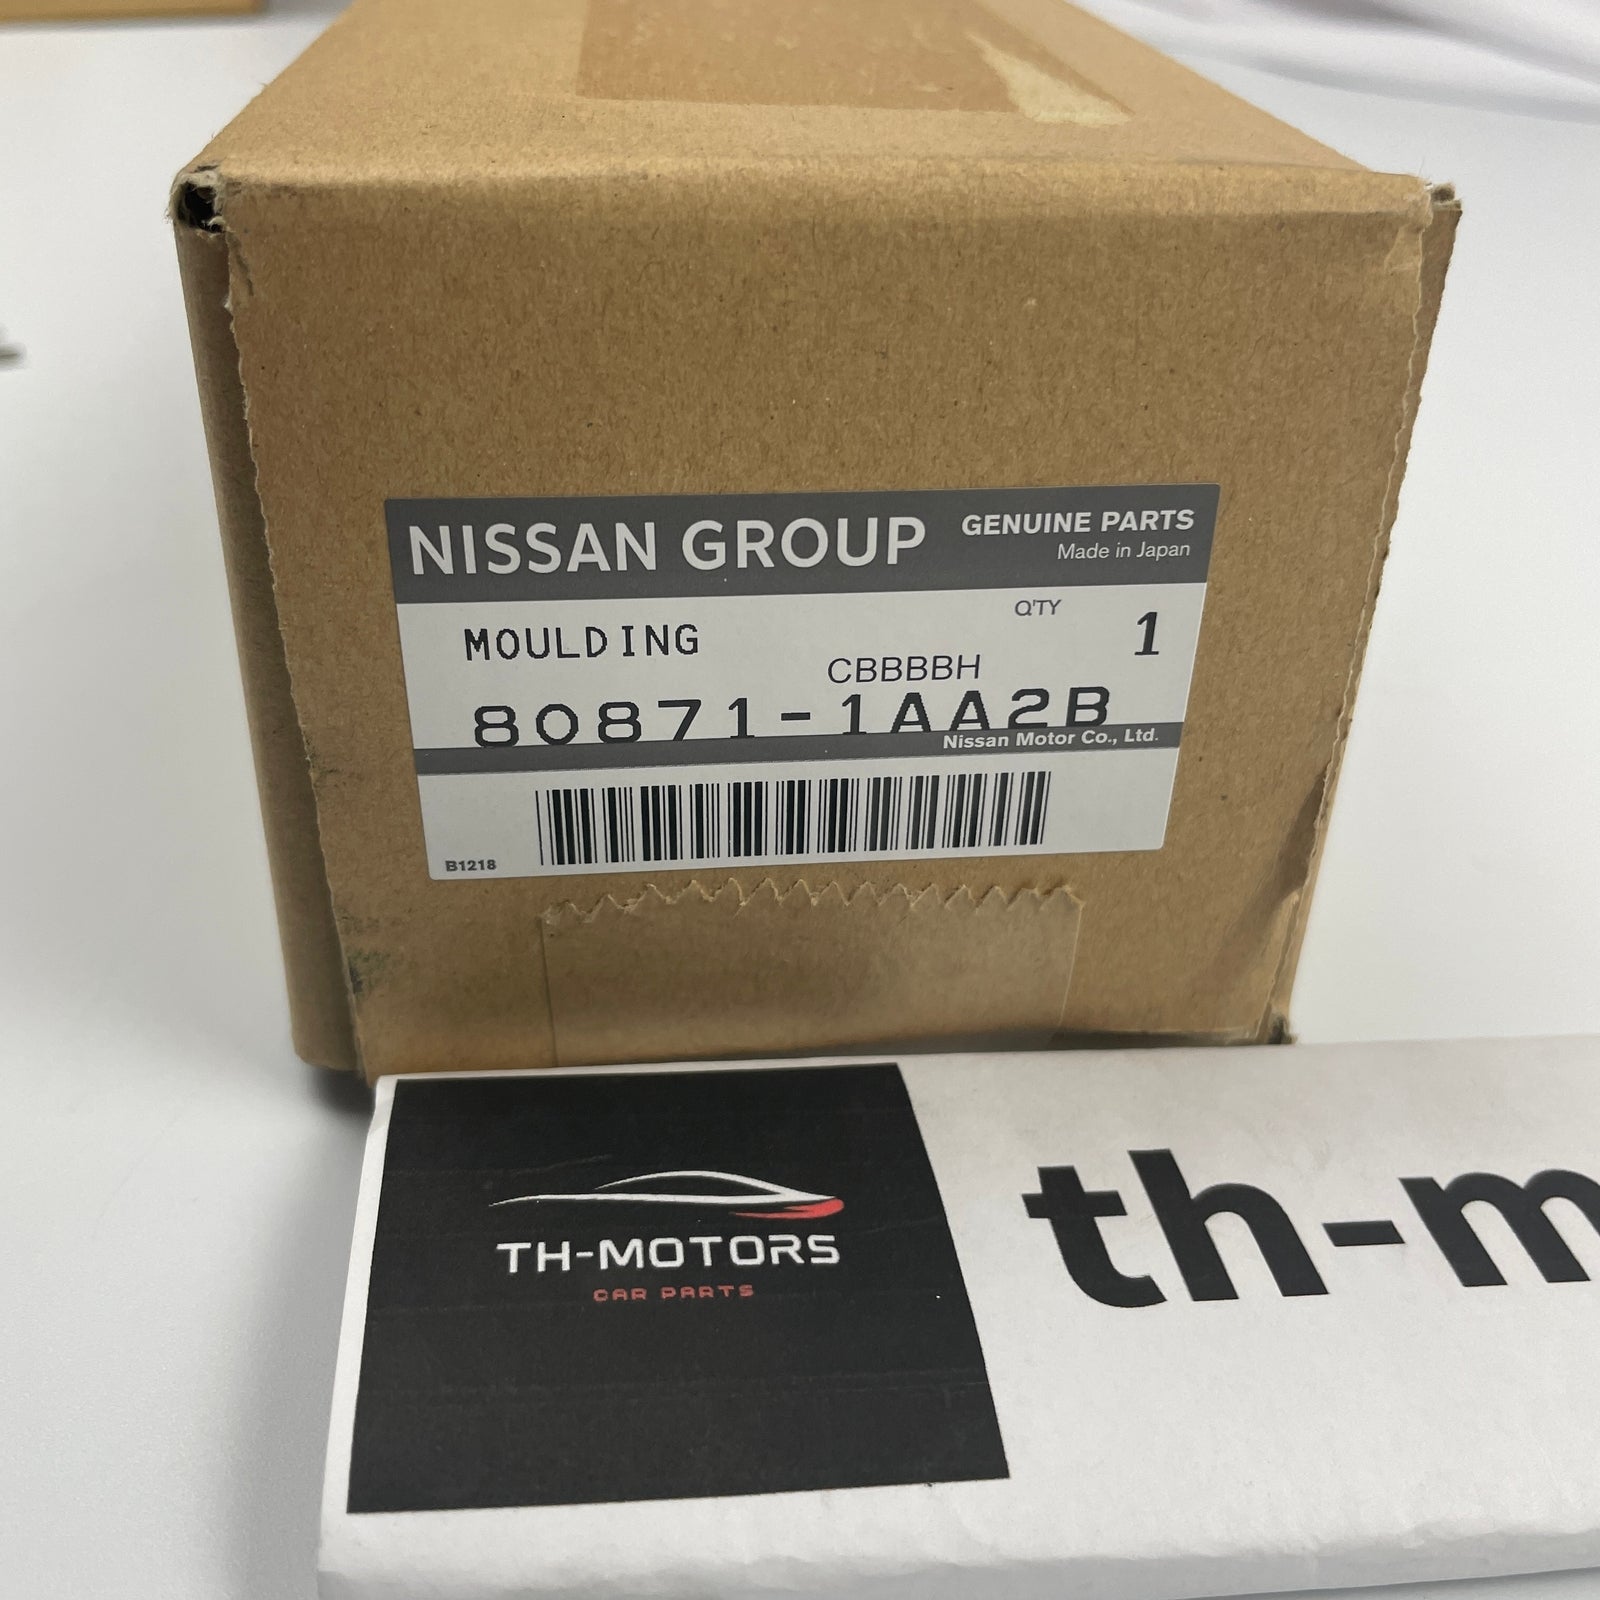 NISSAN GROUP
GENUINE PARTS
Made in Japan
MOULDING
Q'TY
1
CBBBBH
80871-1AA2B
Nissan Motor Co., Ltd.
B1218
TH-MOTORS
CAR PARTS
th-m